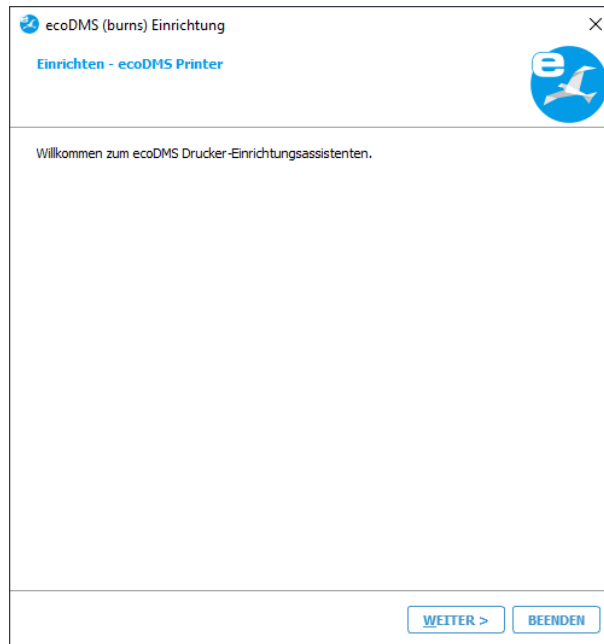 ecoDMS (burns) Einrichtung
Einrichten - ecoDMS Printer
e
Willkommen zum ecoDMS Drucker-Einrichtungsassistenten.
WEITER >
BEENDEN